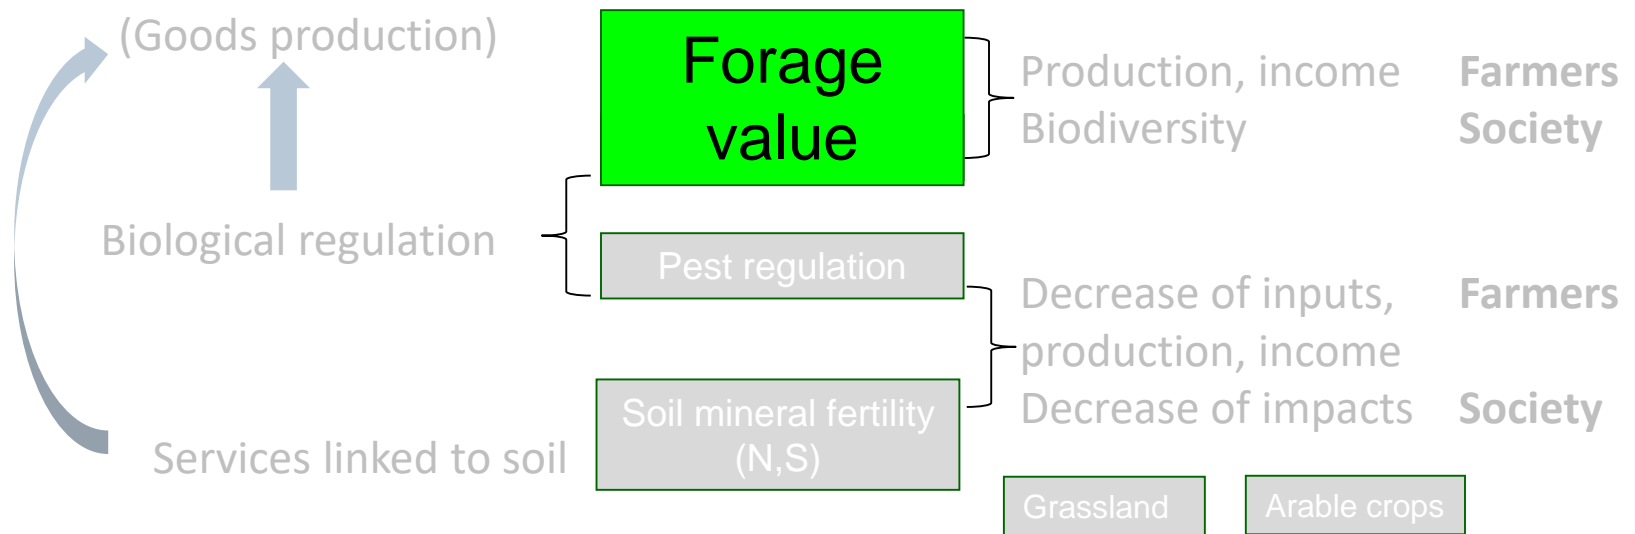 (Goods production)
Forage
value
Production, income Farmers
Biodiversity Society
Biological regulation
Pest regulation
Decrease of inputs, Farmers
production, income
Decrease of impacts Society
Soil mineral fertility
(N,S)
Services linked to soil
Grassland
Arable crops